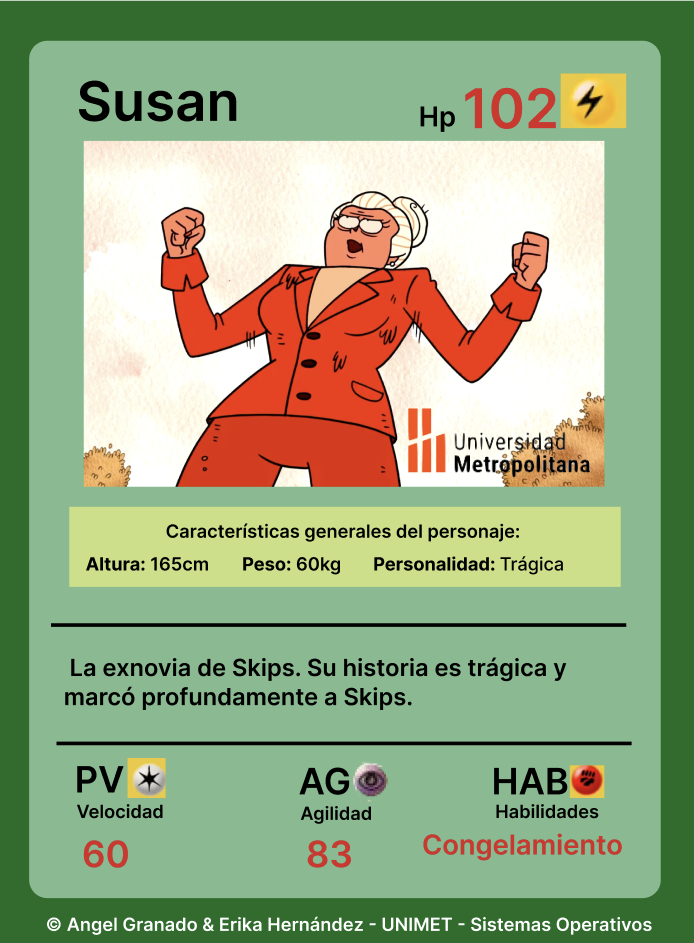 Susan
Hp 102
Universidad
Metropolitana
Características generales del personaje:
Altura: 165cm Peso: 60kg Personalidad: Trágica
La exnovia de Skips. Su historia es trágica y
marcó profundamente a Skips.
PV AG HAB
Velocidad Agilidad Habilidades
60 83 Congelamiento
© Angel Granado & Erika Hernández - UNIMET - Sistemas Operativos